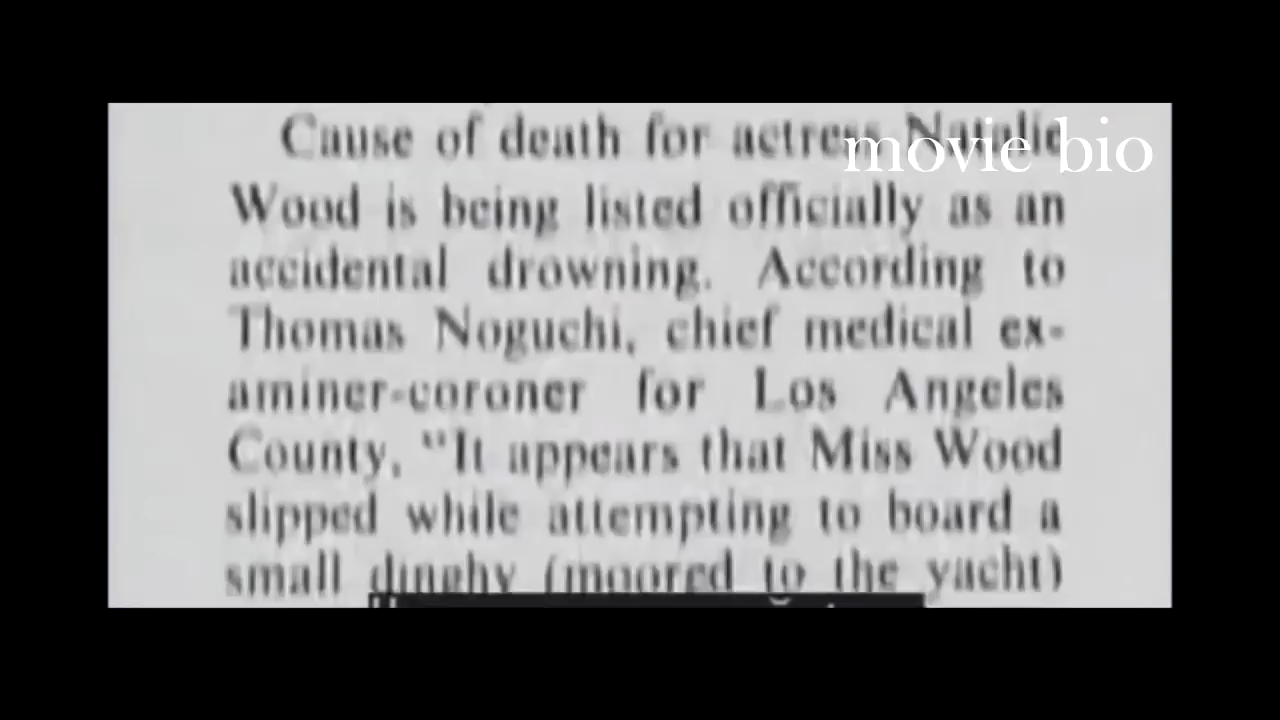 Cause of death for actress Natalie
movie bio
Wood is being listed officially as an
accidental drowning. According to
Thomas Noguchi, chief medical ex-
aminer-coroner for Los Angeles
County, "It appears that Miss Wood
slipped while attempting to board a
small dinghy (moored to the yacht)